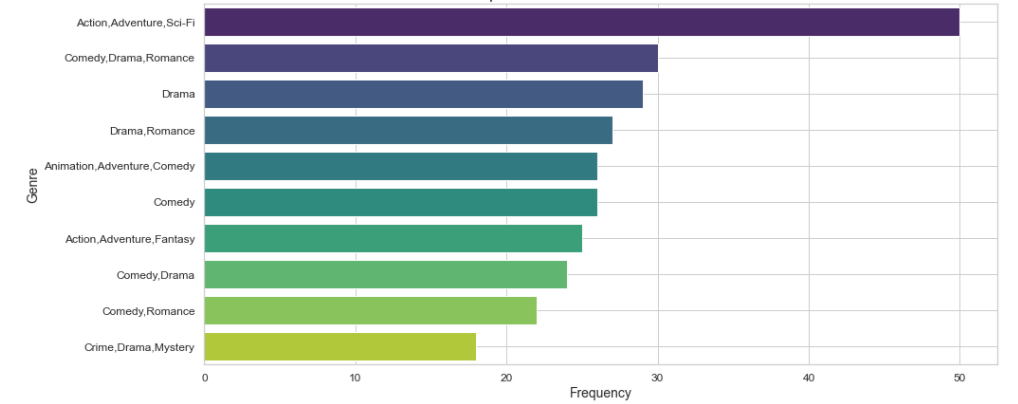 Action,Adventure,Sci-Fi
Comedy,Drama,Romance
Drama
Drama,Romance
Animation,Adventure,Comedy
Comedy
Action,Adventure,Fantasy
Comedy,Drama
Comedy,Romance
Crime,Drama,Mystery
Genre
0 10 20 30 40 50
Frequency